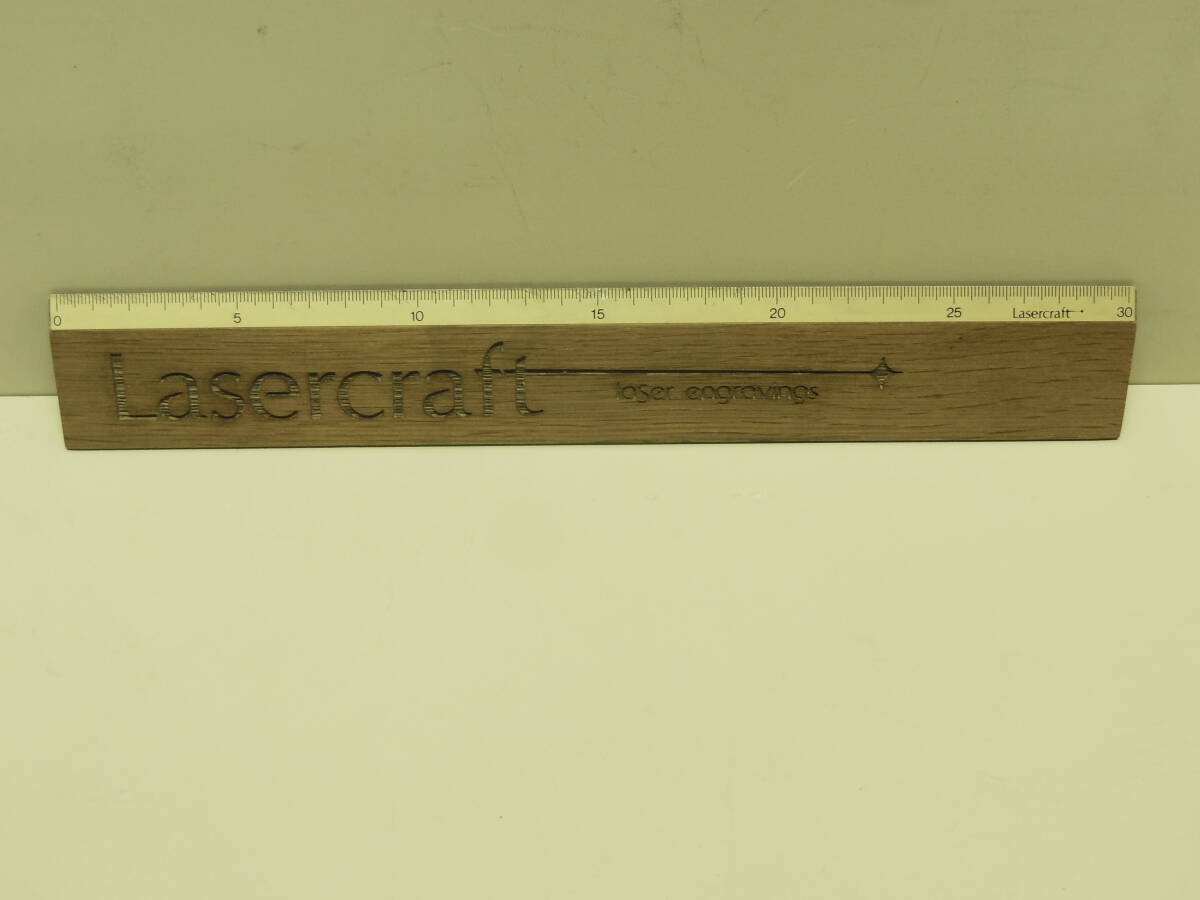 0 5 10 15 20 25 Lasercraft 30
Lasercraft
laser engravings